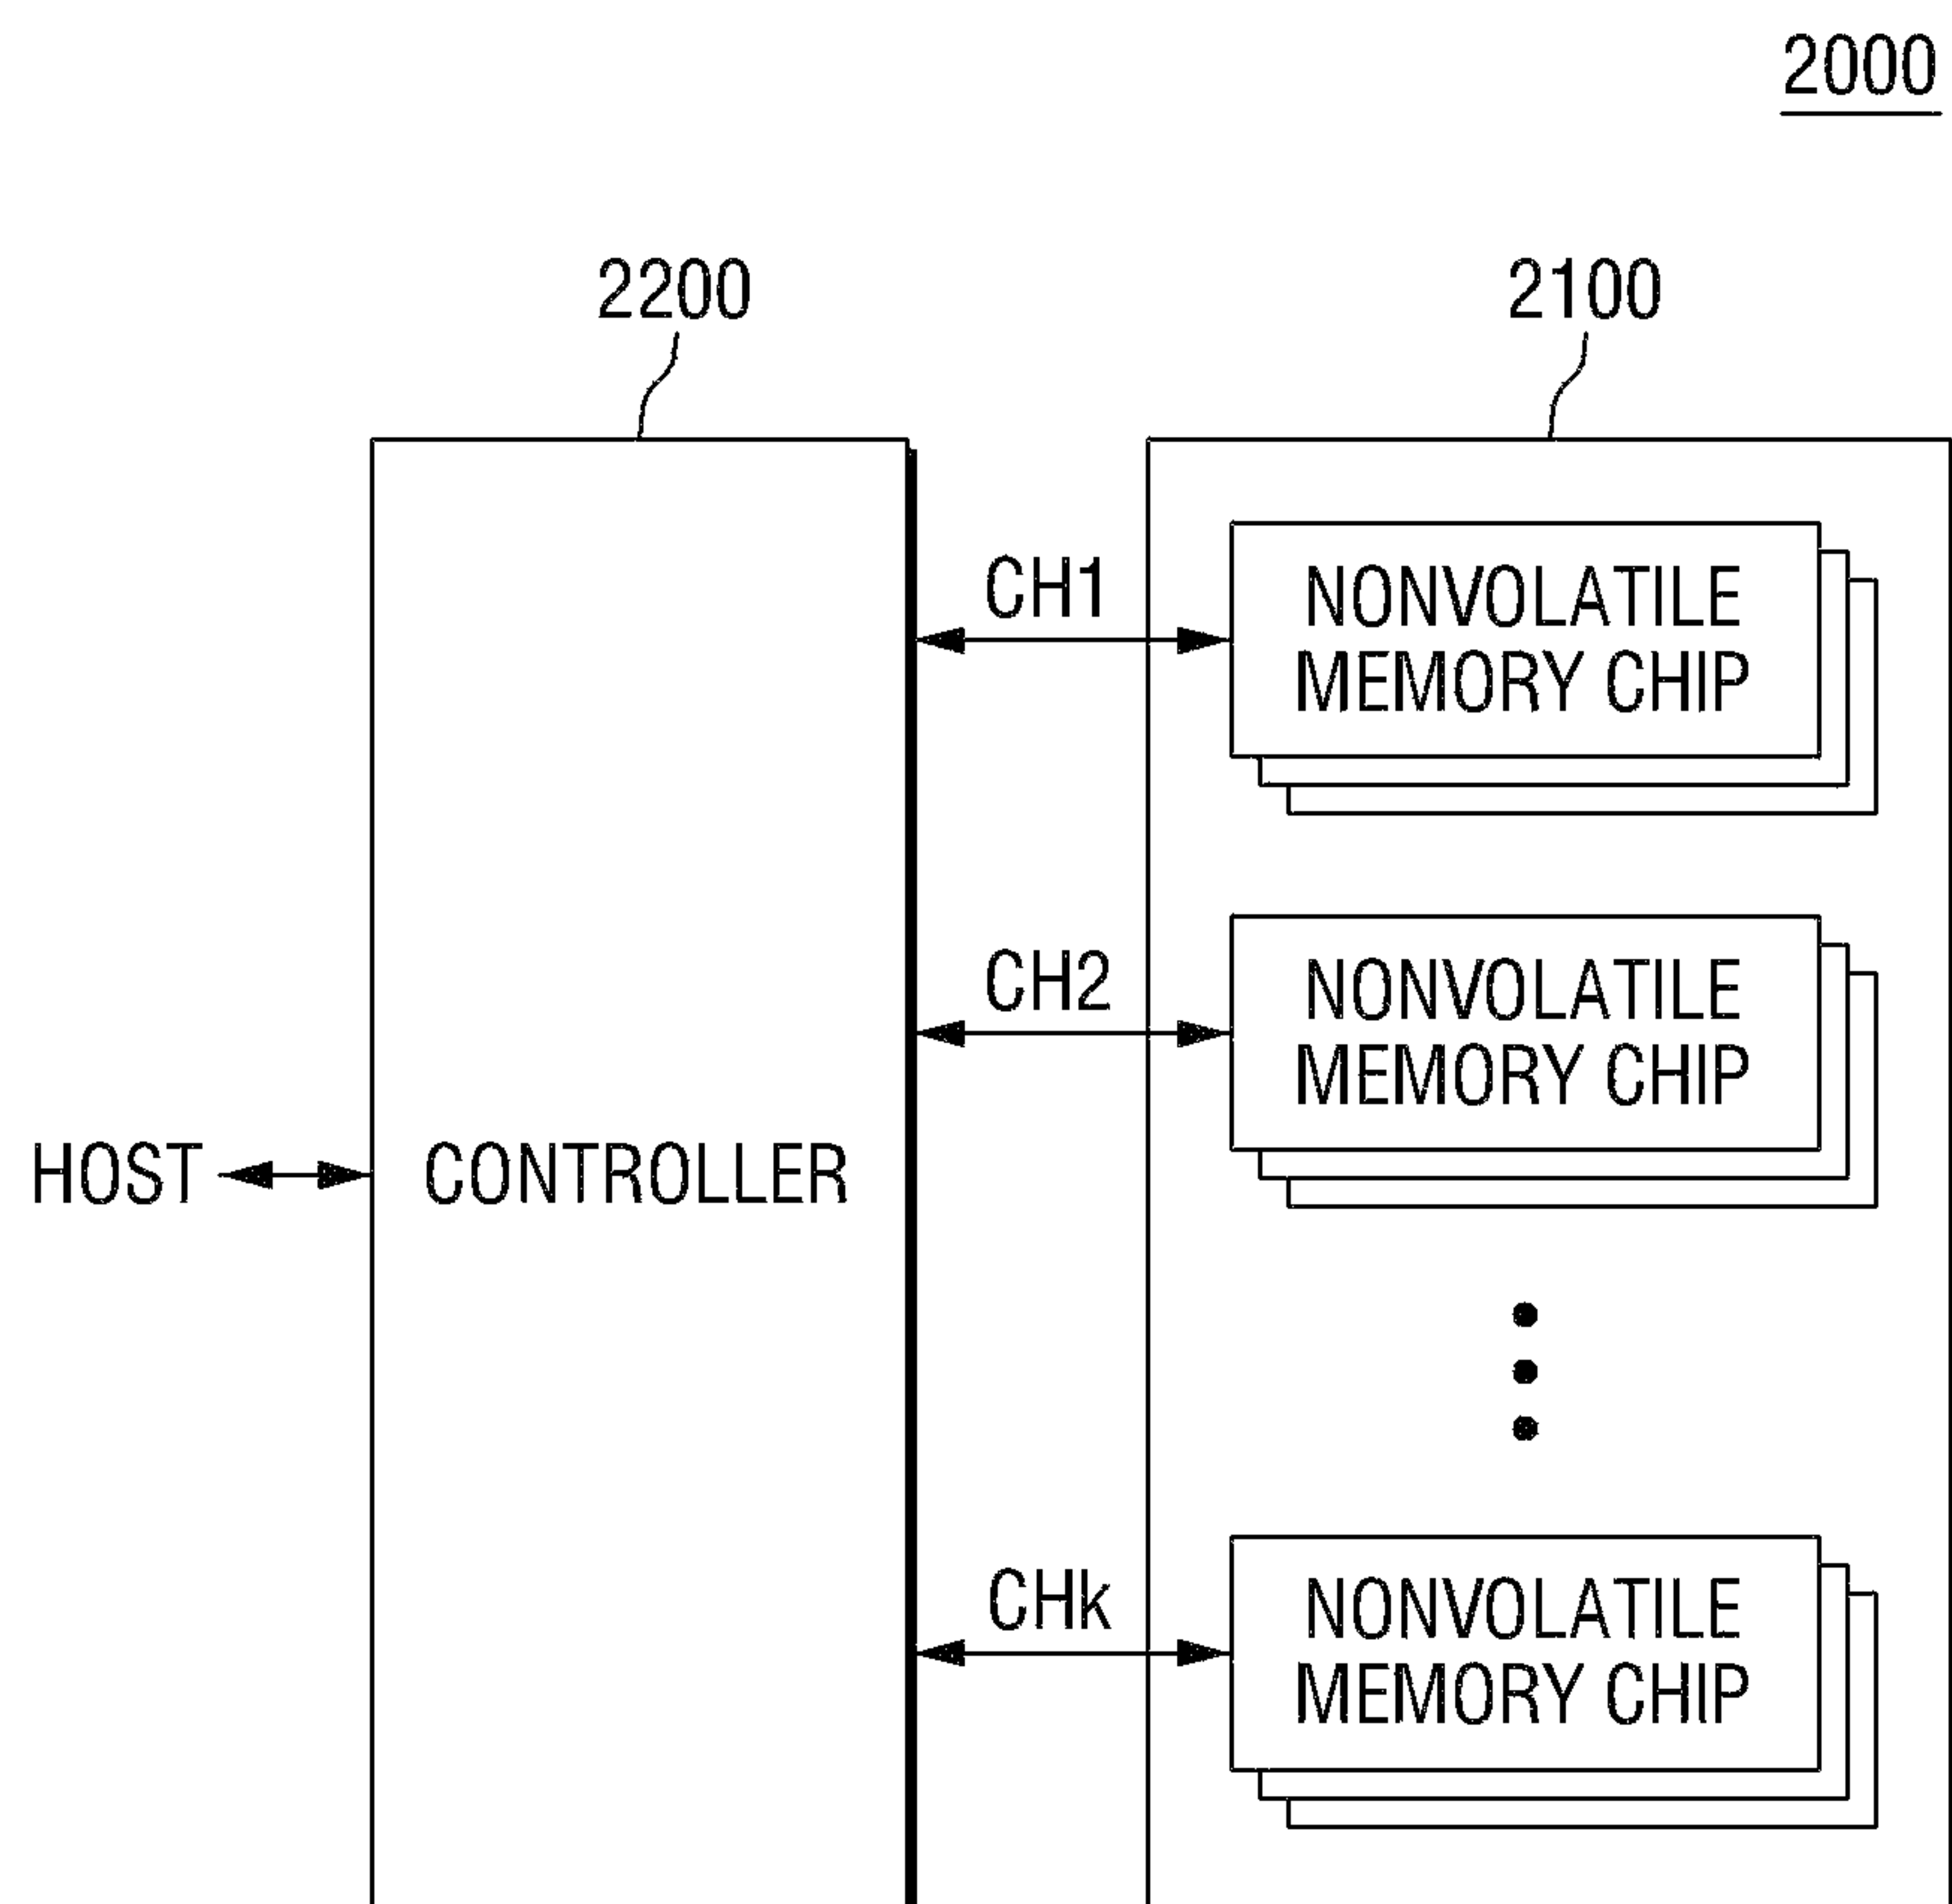 2000
2200
2100
CH1
NONVOLATILE
MEMORY CHIP
CH2
NONVOLATILE
MEMORY CHIP
HOST
CONTROLLER
CHk
NONVOLATILE
MEMORY CHIP